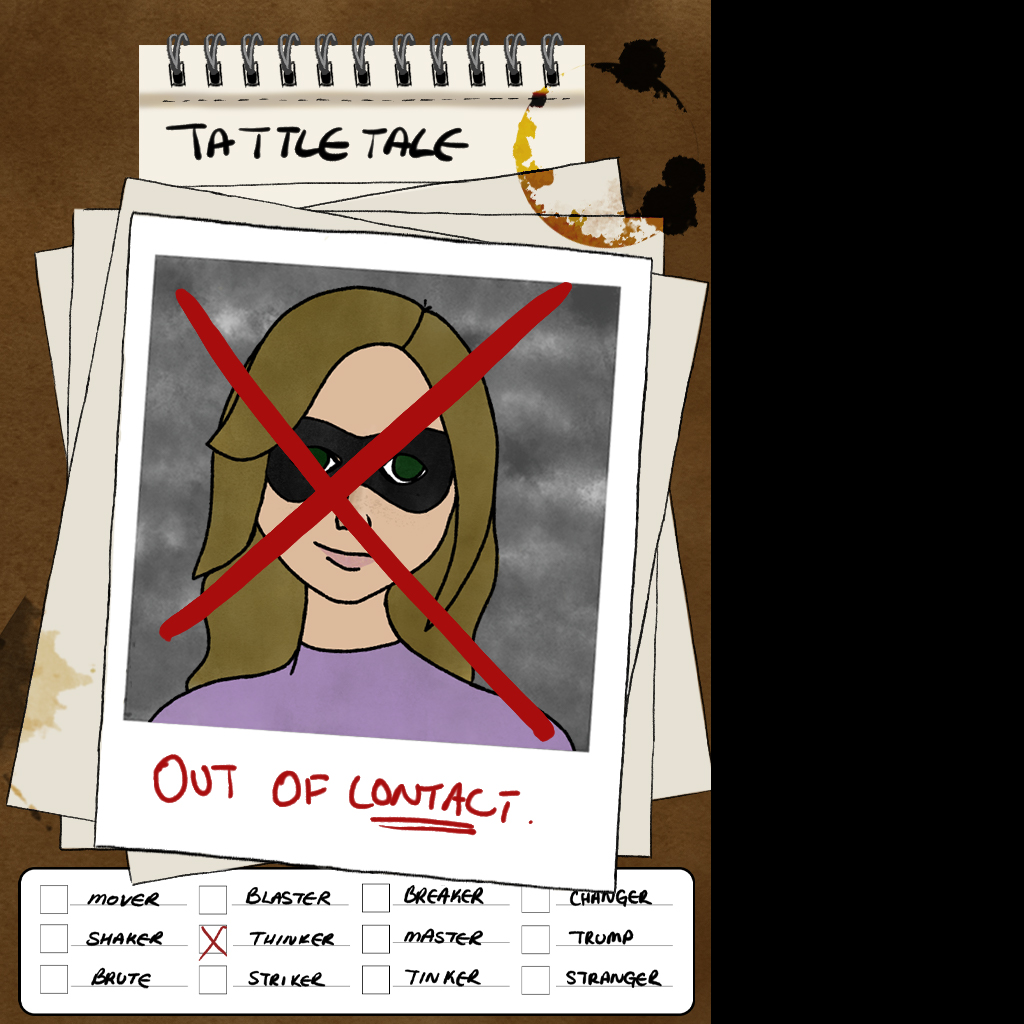 TATTLETALE
OUT OF CONTACT.
MOVER BLASTER BREAKER CHANGER
SHAKER THINKER MASTER TRUMP
BRUTE STRIKER TINKER STRANGER